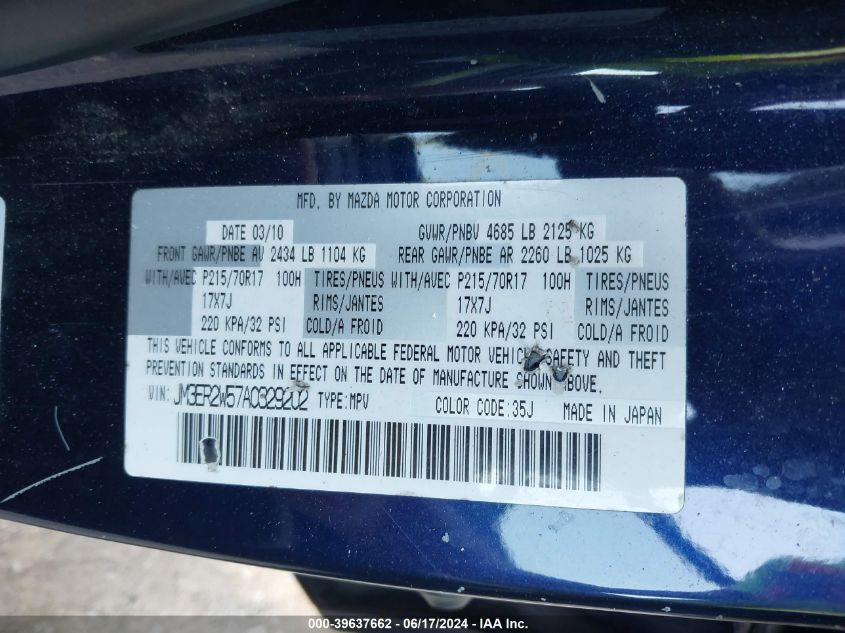 MFD. BY MAZDA MOTOR CORPORATION
DATE 03/10 GVWR/PNBV 4685 LB 2125 KG
FRONT GAWR/PNBE AV 2434 LB 1104 KG REAR GAWR/PNBE AR 2260 LB 1025 KG
WITH/AVEC P215/70R17 100H TIRES/PNEUS WITH/AVEC P215/70R17 100H TIRES/PNEUS
17X7J RIMS/JANTES 17X7J RIMS/JANTES
220 KPA/32 PSI COLD/A FROID 220 KPA/32 PSI COLD/A FROID
THIS VEHICLE CONFORMS TO ALL APPLICABLE FEDERAL MOTOR VEHICLE SAFETY AND THEFT
PREVENTION STANDARDS IN EFFECT ON THE DATE OF MANUFACTURE SHOWN ABOVE.
VIN: JM3ER2W57A0329202 TYPE:MPV COLOR CODE:35J MADE IN JAPAN
000-39637662 - 06/17/2024 - IAA Inc.